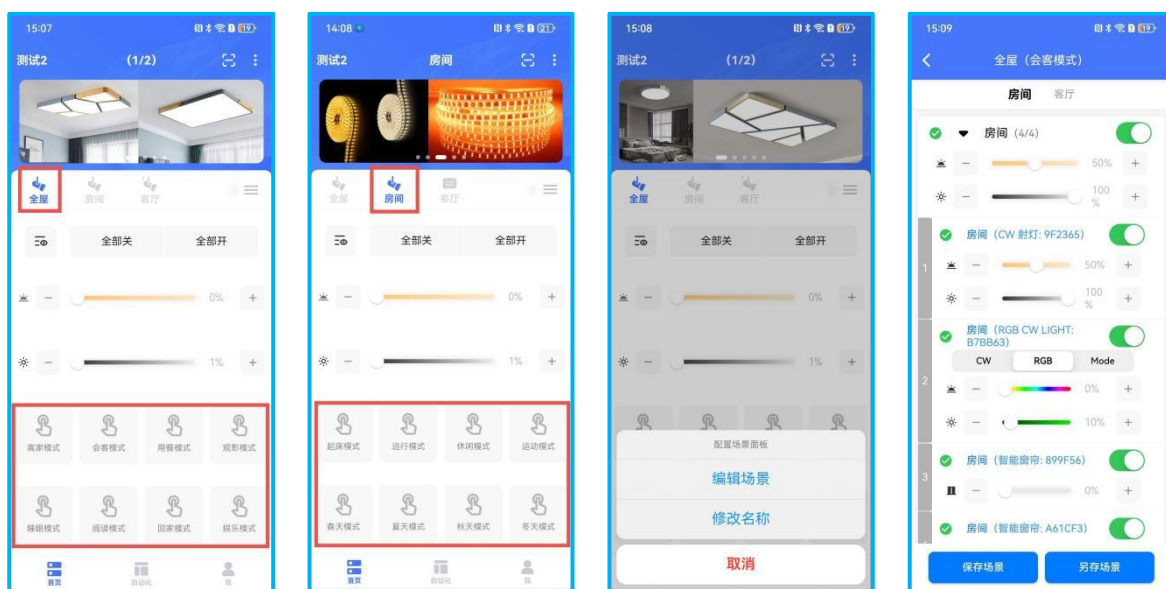 15:07
19
测试2
(1/2)
全屋
房间
客厅
全部关
全部开
0%
1%
离家模式
会客模式
用餐模式
观影模式
睡眠模式
阅读模式
回家模式
娱乐模式
首页
自动化
我
14:08
21
测试2
房间
全屋
房间
客厅
全部关
全部开
0%
1%
起床模式
远行模式
休闲模式
运动模式
春天模式
夏天模式
秋天模式
冬天模式
首页
自动化
我
15:08
19
测试2
(1/2)
全屋
房间
客厅
全部关
全部开
0%
1%
配置场景面板
编辑场景
修改名称
取消
15:09
19
全屋（会客模式）
房间
客厅
房间 (4/4)
50%
100
%
1
房间（CW 射灯: 9F2365)
50%
100
%
2
房间（RGB CW LIGHT:
B7BB63)
CW
RGB
Mode
0%
10%
3
房间（智能窗帘: 899F56)
0%
房间（智能窗帘: A61CF3)
保存场景
另存场景